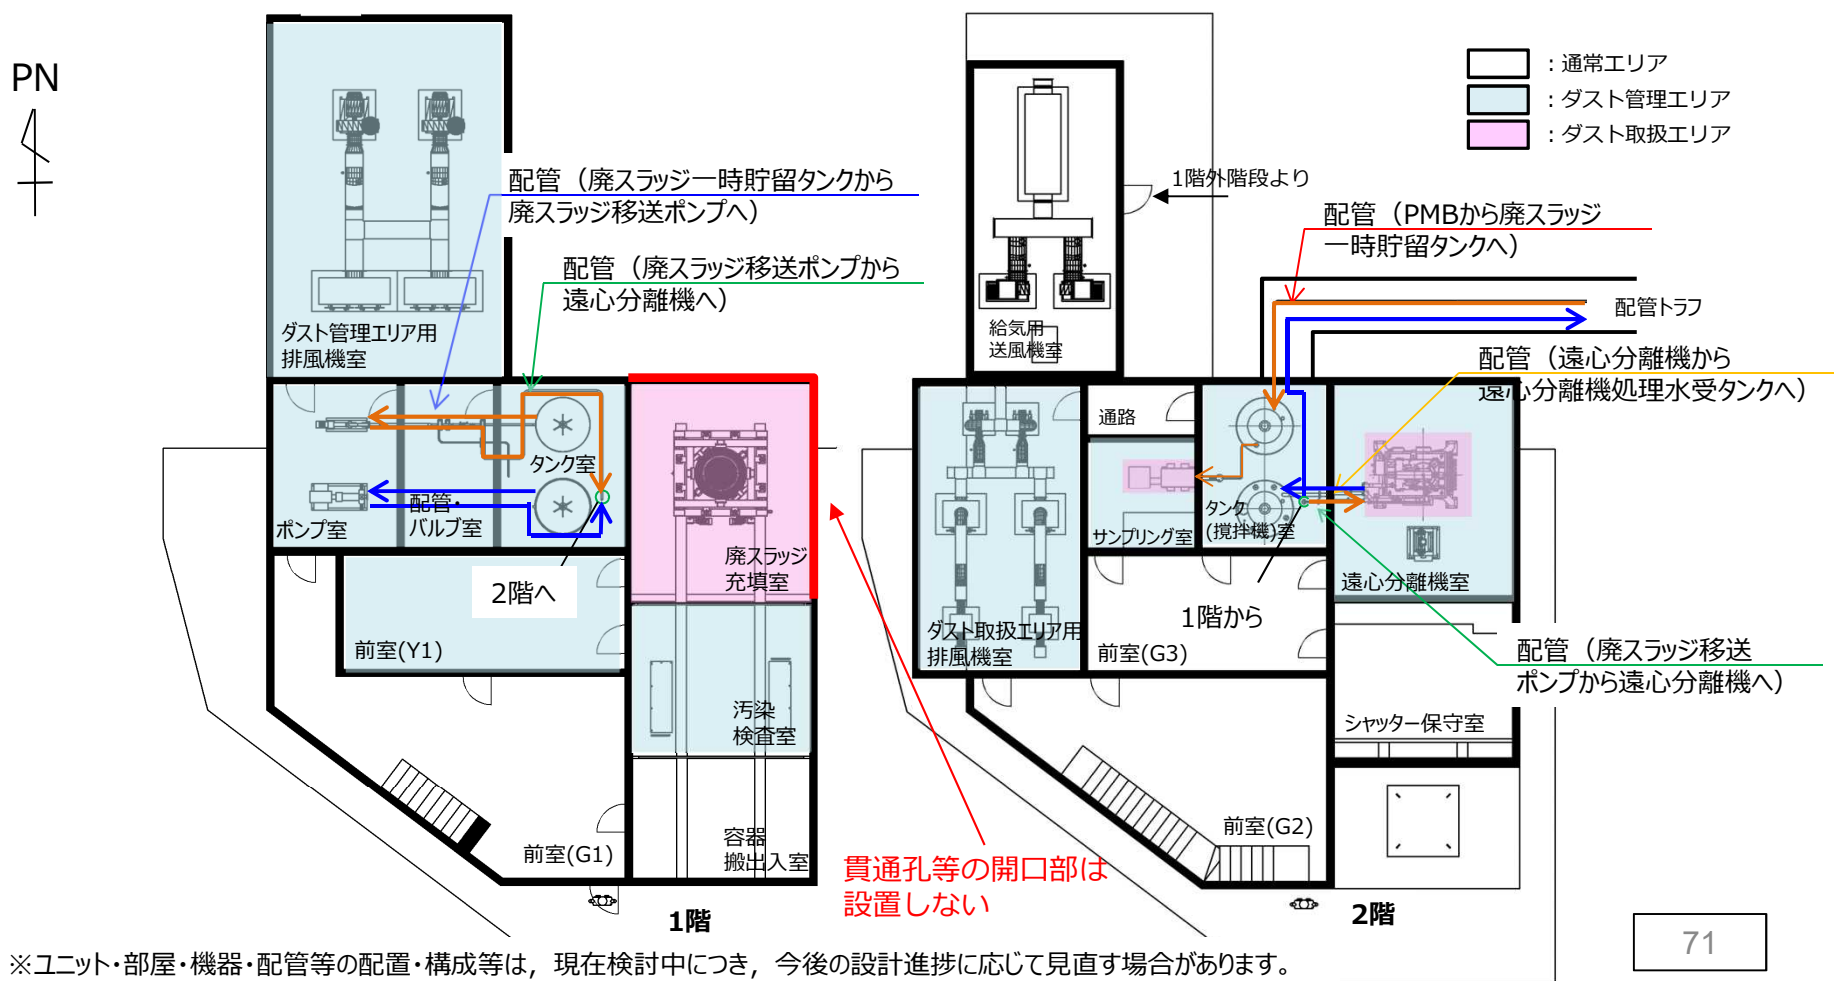 PN
：通常エリア
：ダスト管理エリア
：ダスト取扱エリア
配管（廃スラッジ一時貯留タンクから
廃スラッジ移送ポンプへ）
配管（廃スラッジ移送ポンプから
遠心分離機へ）
ダスト管理エリア用
排風機室
タンク室
配管・
バルブ室
ポンプ室
2階へ
廃スラッジ
充填室
前室(Y1)
汚染
検査室
前室(G1)
容器
搬出入室
1階
貫通孔等の開口部は
設置しない
1階外階段より
配管（PMBから廃スラッジ
一時貯留タンクへ）
配管トラフ
給気用
送風機室
配管（遠心分離機から
遠心分離機処理水受タンクへ）
通路
タンク
(撹拌機)室
サンプリング室
遠心分離機室
1階から
ダスト取扱エリア用
排風機室
前室(G3)
配管（廃スラッジ移送
ポンプから遠心分離機へ）
シャッター保守室
前室(G2)
2階
71
※ユニット・部屋・機器・配管等の配置・構成等は，現在検討中につき，今後の設計進捗に応じて見直す場合があります。